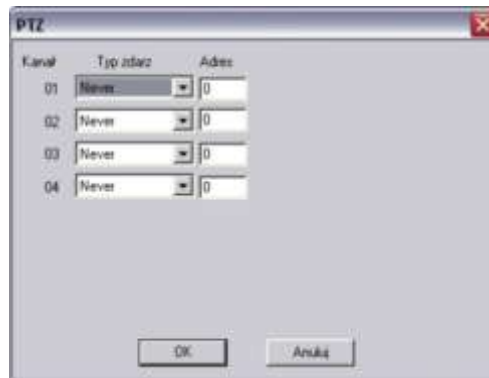 PTZ
Kanał Typ zdarz Adres
01 Never 0
02 Never 0
03 Never 0
04 Never 0
OK Anuluj